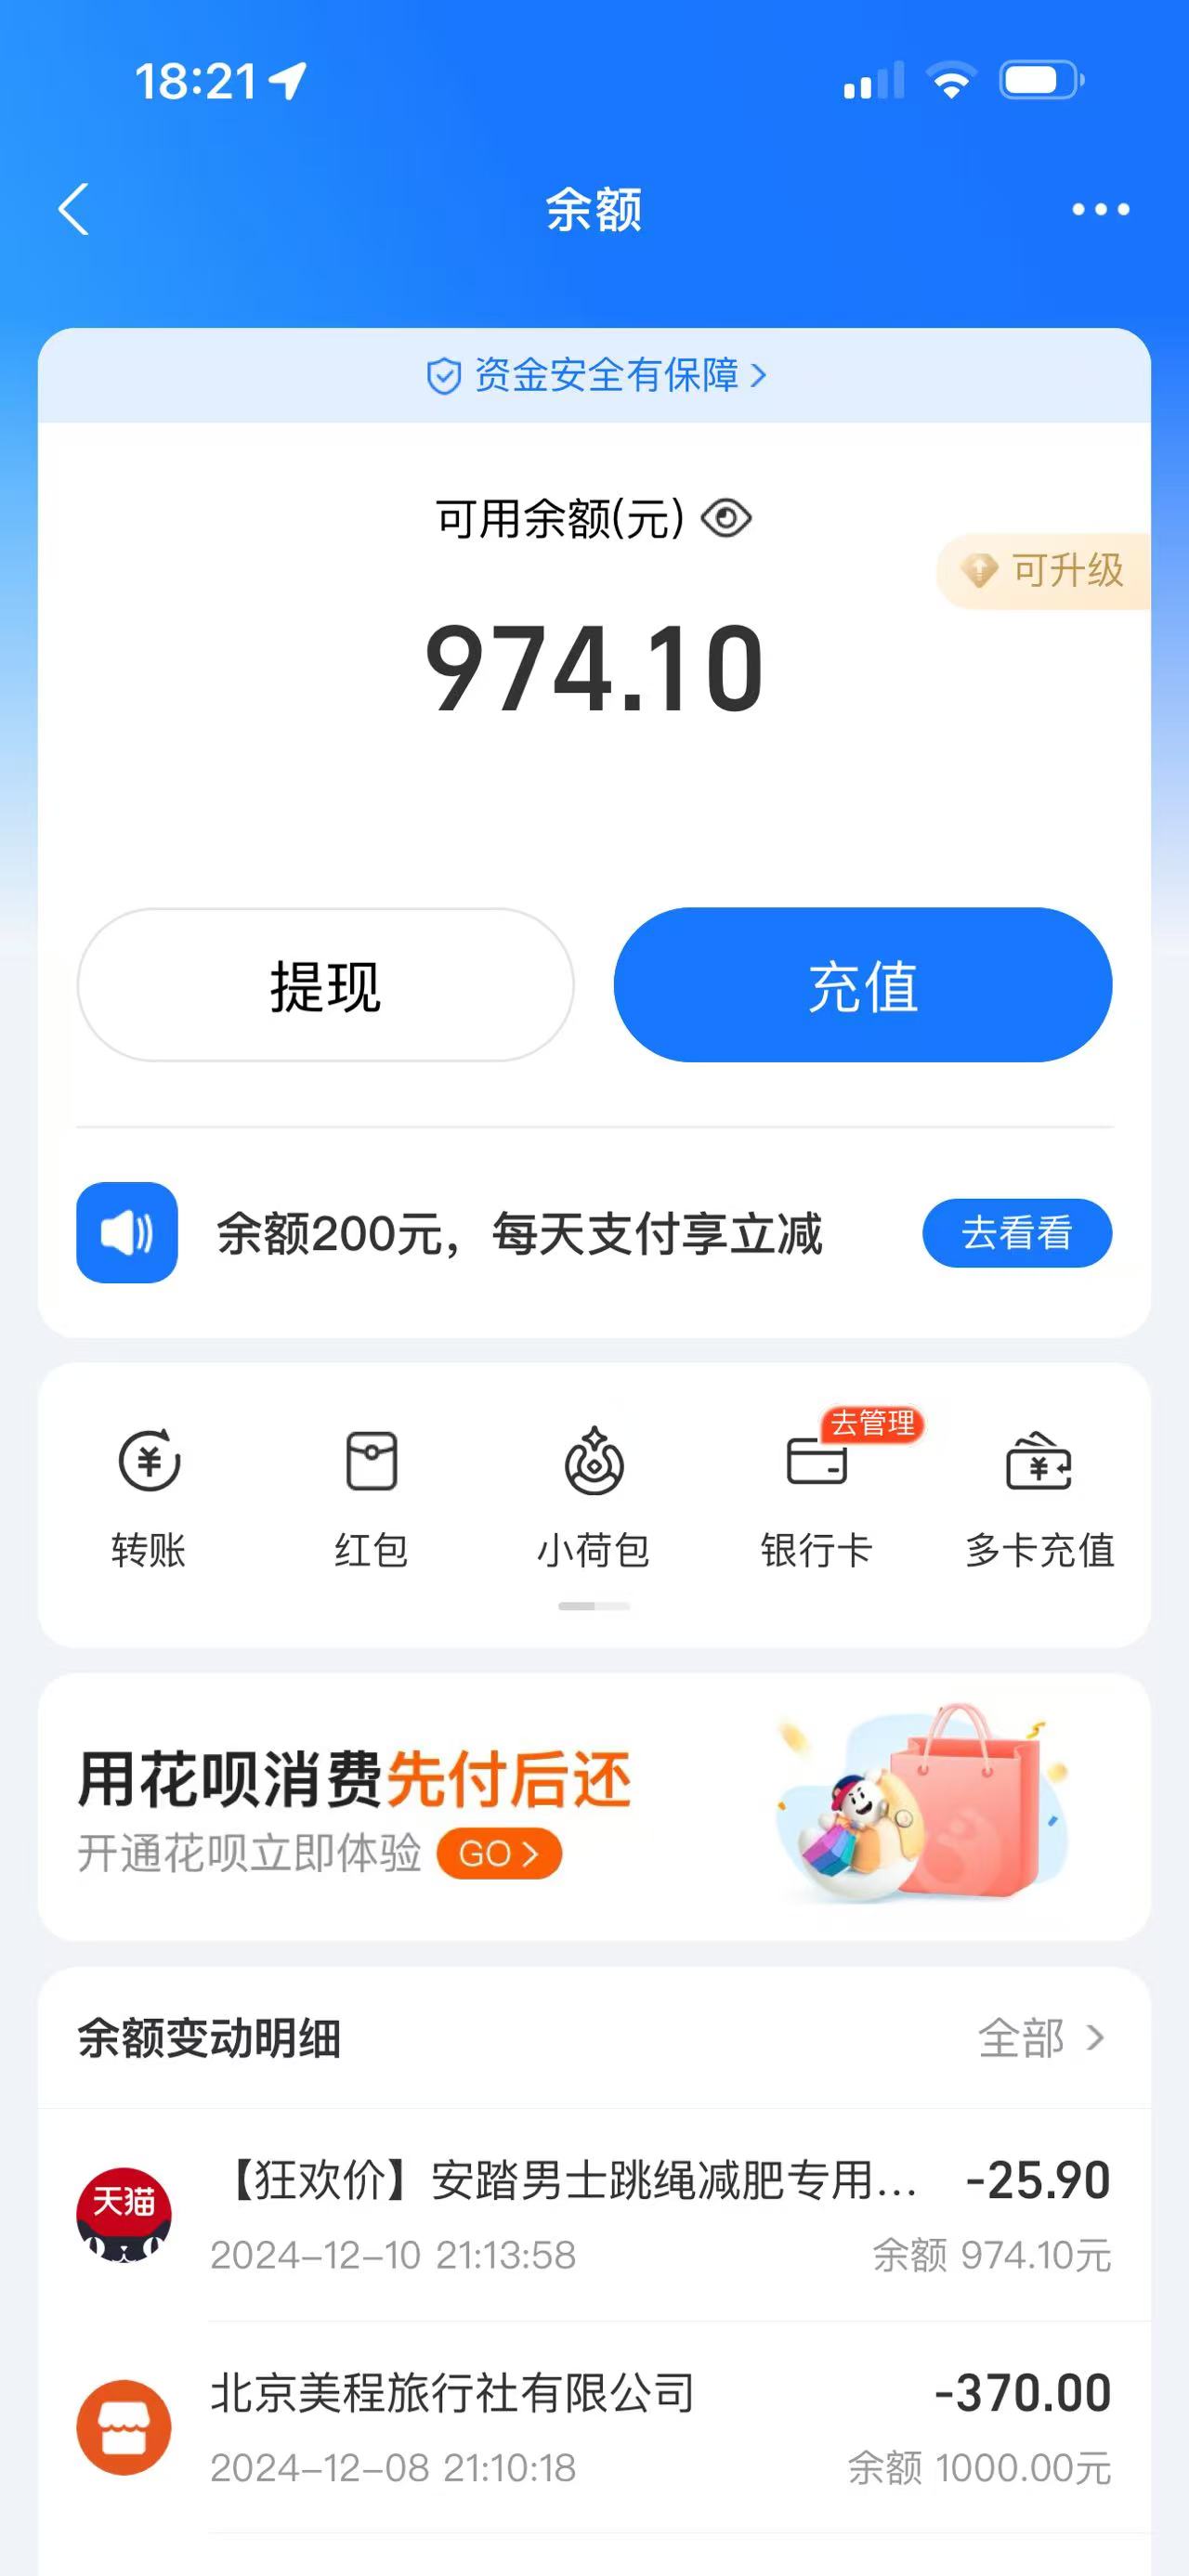 18:21
余额
资金安全有保障
可用余额(元)
可升级
974.10
提现
充值
余额200元，每天支付享立减
去看看
去管理
转账
红包
小荷包
银行卡
多卡充值
用花呗消费先付后还
开通花呗立即体验 GO
余额变动明细
全部
天猫
【狂欢价】安踏男士跳绳减肥专用... -25.90
2024-12-10 21:13:58 余额 974.10元
北京美程旅行社有限公司 -370.00
2024-12-08 21:10:18 余额 1000.00元